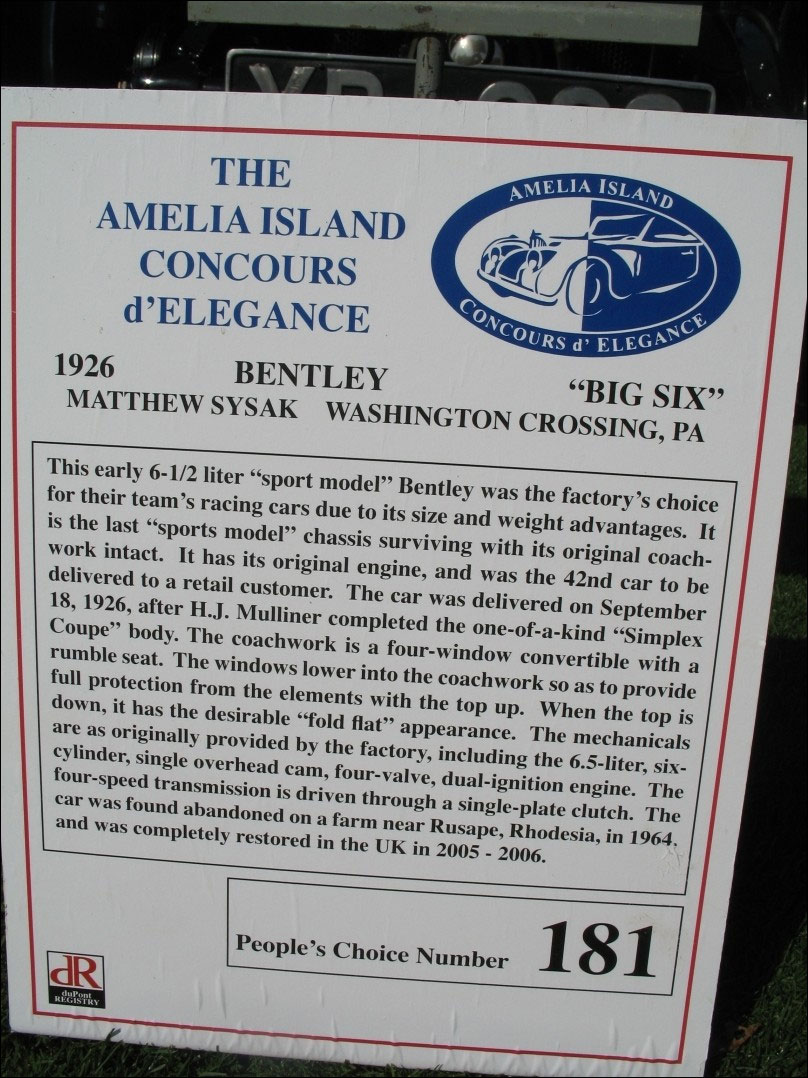 THE
AMELIA ISLAND
CONCOURS
d'ELEGANCE
AMELIA ISLAND
CONCOURS d' ELEGANCE
1926 BENTLEY "BIG SIX"
MATTHEW SYSAK WASHINGTON CROSSING, PA
This early 6-1/2 liter "sport model" Bentley was the factory's choice
for their team's racing cars due to its size and weight advantages. It
is the last "sports model" chassis surviving with its original coach-
work intact. It has its original engine, and was the 42nd car to be
delivered to a retail customer. The car was delivered on September
18, 1926, after H.J. Mulliner completed the one-of-a-kind "Simplex
Coupe" body. The coachwork is a four-window convertible with a
rumble seat. The windows lower into the coachwork so as to provide
full protection from the elements with the top up. When the top is
down, it has the desirable "fold flat" appearance. The mechanicals
are as originally provided by the factory, including the 6.5-liter, six-
cylinder, single overhead cam, four-valve, dual-ignition engine. The
four-speed transmission is driven through a single-plate clutch. The
car was found abandoned on a farm near Rusape, Rhodesia, in 1964.
and was completely restored in the UK in 2005 - 2006.
People's Choice Number 181
dR
duPont
REGISTRY